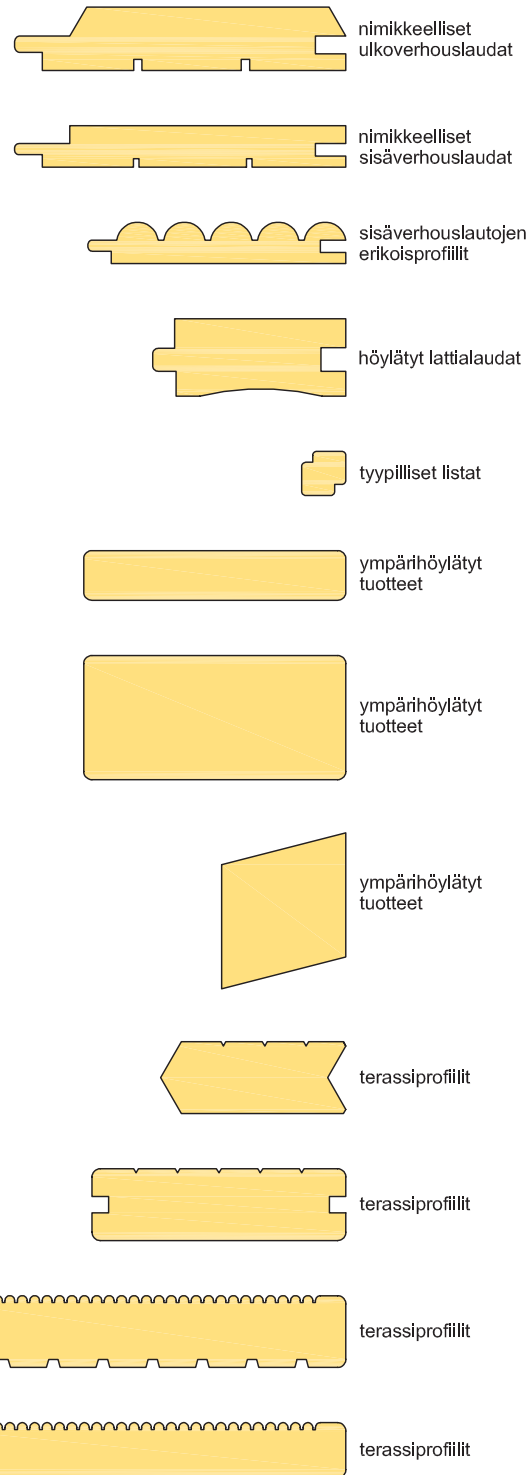 nimikkeelliset
ulkoverhouslaudat
nimikkeelliset
sisäverhouslaudat
sisäverhouslautojen
erikoisprofiilit
höylätyt lattialaudat
tyypilliset listat
ympärihöylätyt
tuotteet
ympärihöylätyt
tuotteet
ympärihöylätyt
tuotteet
terassiprofiilit
terassiprofiilit
terassiprofiilit
terassiprofiilit